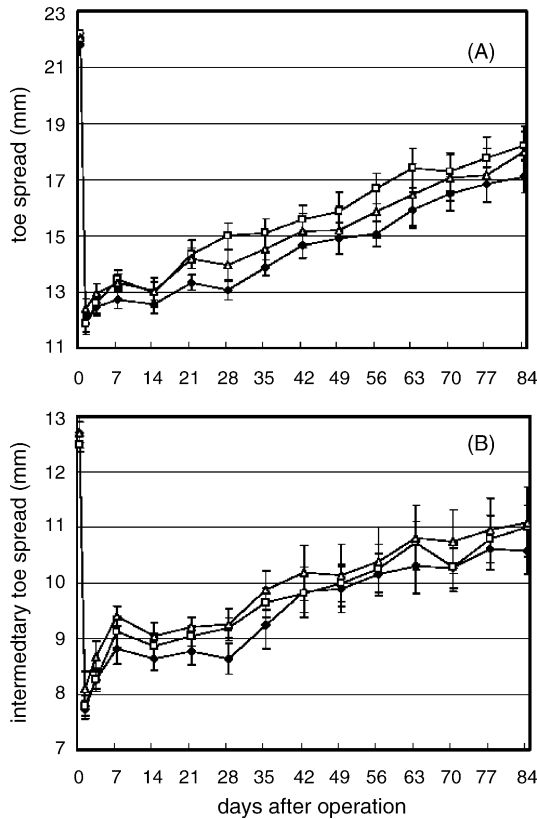 23
21
19
17
15
13
11
toe spread (mm)
(A)
0 7 14 21 28 35 42 49 56 63 70 77 84
13
12
11
10
9
8
7
intermedtary toe spread (mm)
(B)
0 7 14 21 28 35 42 49 56 63 70 77 84
days after operation